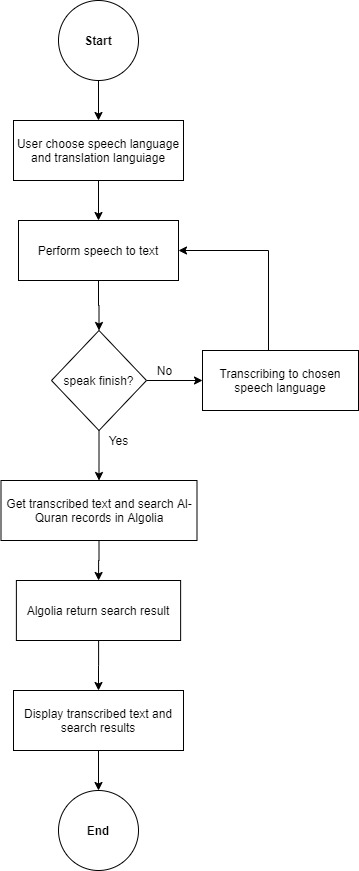 Start
User choose speech language
and translation languiage
Perform speech to text
speak finish?
No
Transcribing to chosen
speech language
Yes
Get transcribed text and search Al-
Quran records in Algolia
Algolia return search result
Display transcribed text and
search results
End